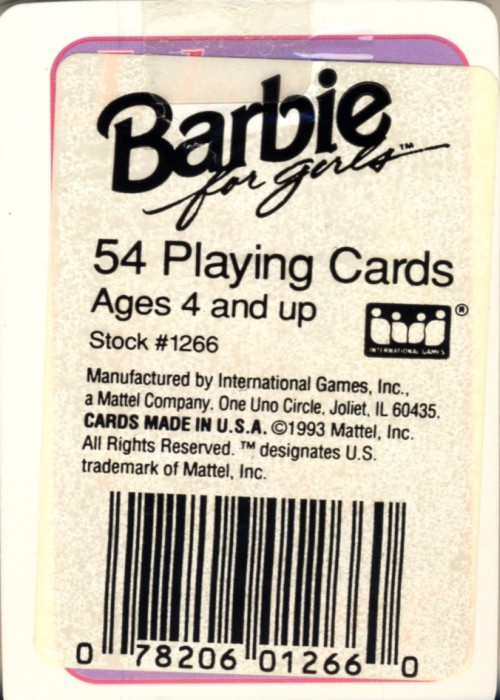 Barbie
for girls™
54 Playing Cards
Ages 4 and up
Stock #1266
INTERNATIONAL GAMES ®
Manufactured by International Games, Inc.,
a Mattel Company. One Uno Circle, Joliet, IL 60435.
CARDS MADE IN U.S.A. ©1993 Mattel, Inc.
All Rights Reserved. ™ designates U.S.
trademark of Mattel, Inc.
0 78206 01266 0